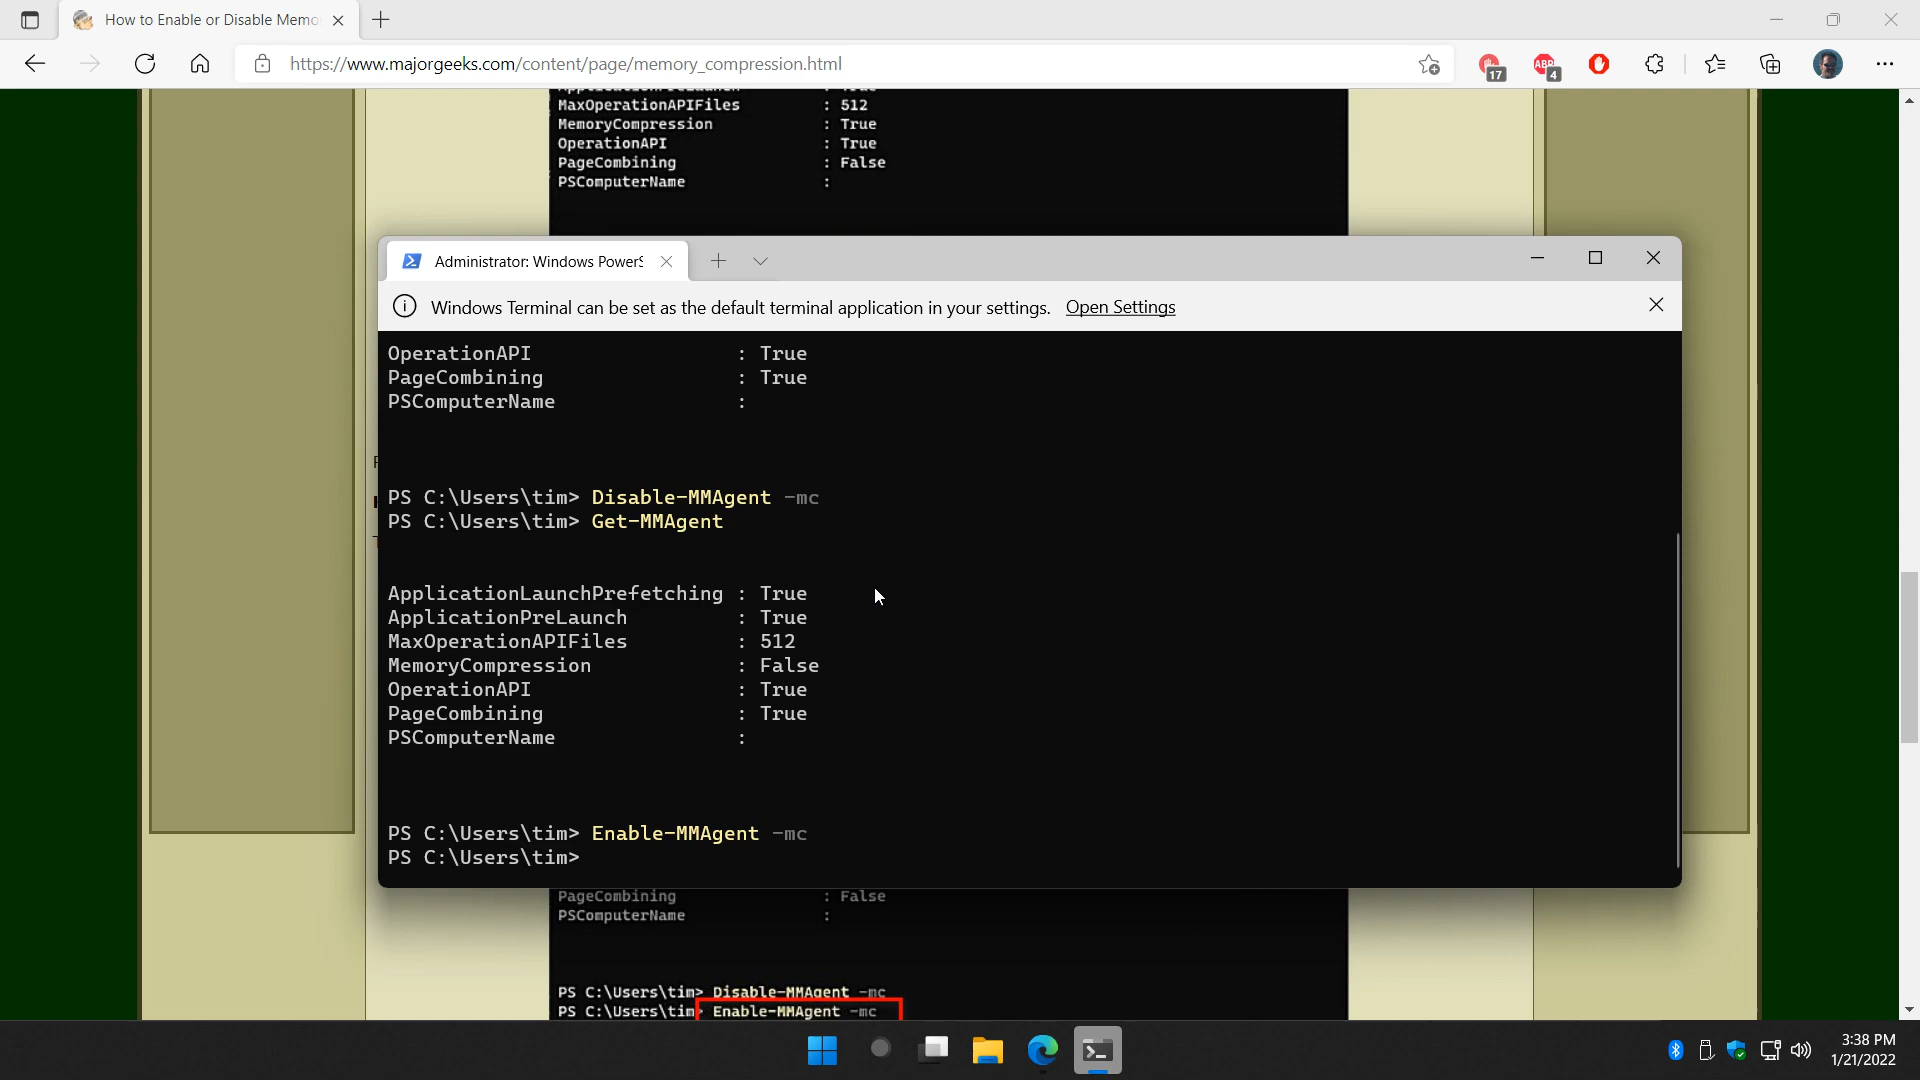 How to Enable or Disable Memo
https://www.majorgeeks.com/content/page/memory_compression.html
17
ABP
4
MaxOperationAPIFiles : 512
MemoryCompression : True
OperationAPI : True
PageCombining : False
PSComputerName :
Administrator: Windows PowerS
Windows Terminal can be set as the default terminal application in your settings. Open Settings
OperationAPI : True
PageCombining : True
PSComputerName :
PS C:\Users\tim> Disable-MMAgent -mc
PS C:\Users\tim> Get-MMAgent
ApplicationLaunchPrefetching : True
ApplicationPreLaunch : True
MaxOperationAPIFiles : 512
MemoryCompression : False
OperationAPI : True
PageCombining : True
PSComputerName :
PS C:\Users\tim> Enable-MMAgent -mc
PS C:\Users\tim>
PageCombining : False
PSComputerName :
PS C:\Users\tim> Disable-MMAgent -mc
PS C:\Users\tim> Enable-MMAgent -mc
3:38 PM
1/21/2022